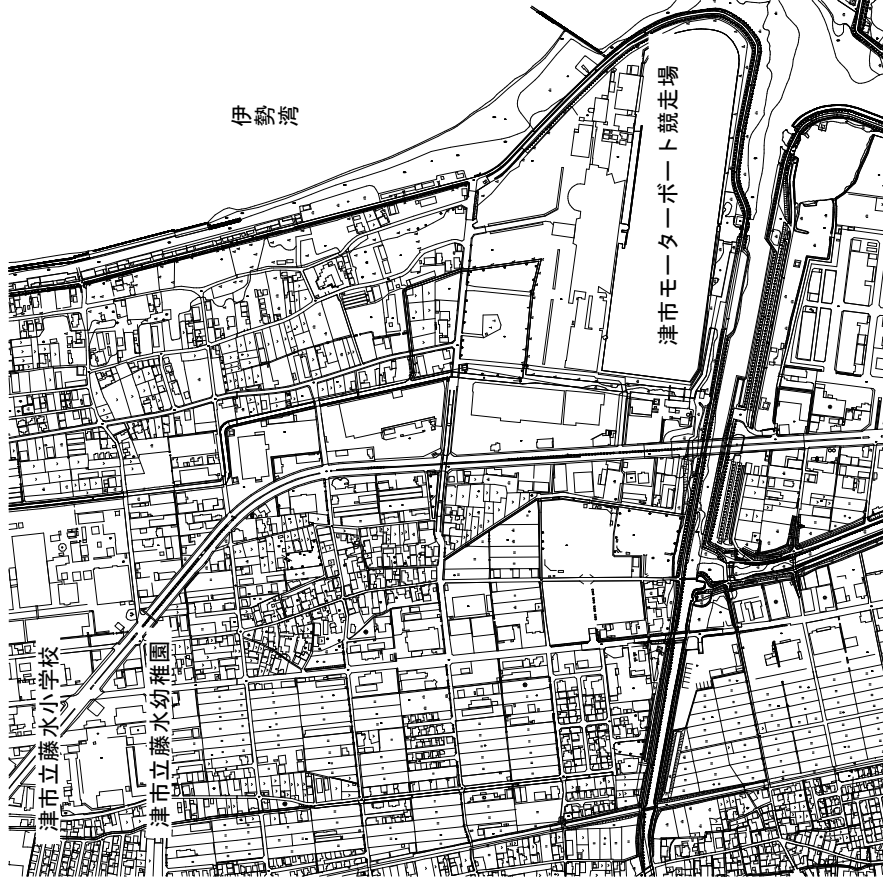 伊勢湾
津市モーターボート競走場
津市立藤水小学校
津市立藤水幼稚園